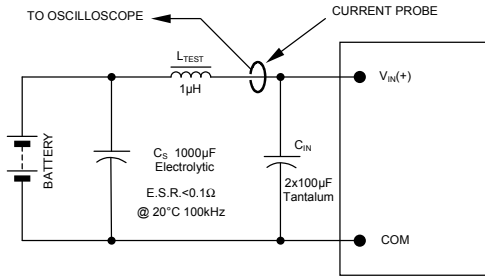 TO OSCILLOSCOPE
CURRENT PROBE
LTEST
1µH
VIN(+)
BATTERY
CS 1000µF
Electrolytic
E.S.R.<0.1Ω
@ 20°C 100kHz
CIN
2x100µF
Tantalum
COM